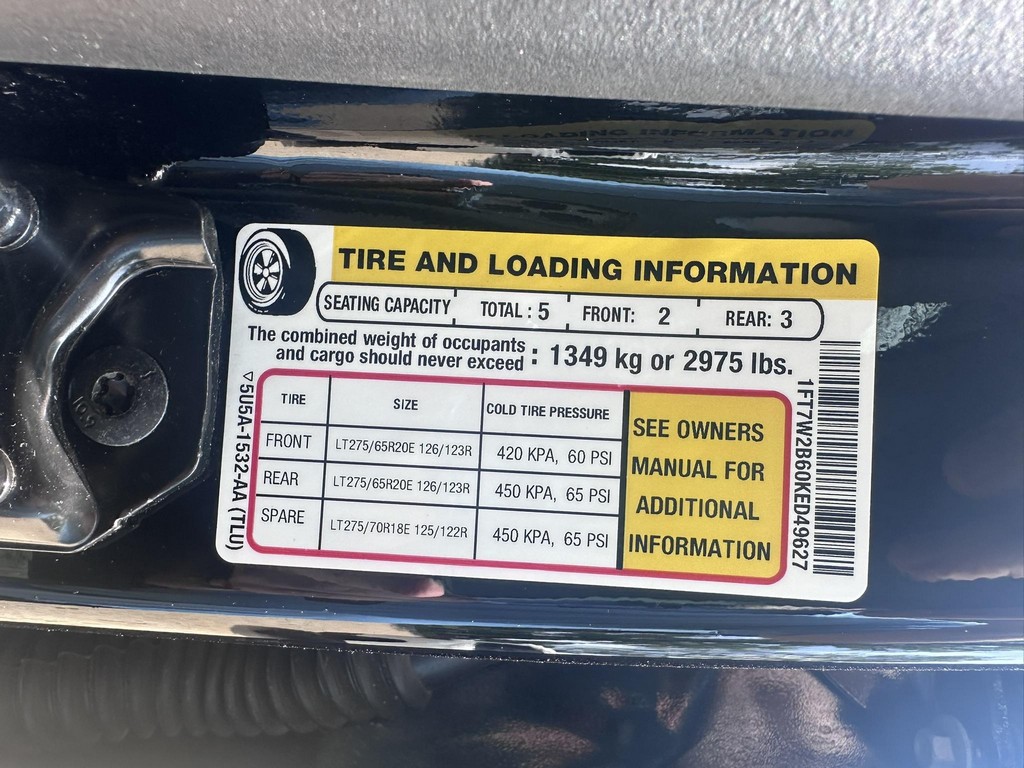 TIRE AND LOADING INFORMATION
SEATING CAPACITY TOTAL : 5 FRONT: 2 REAR: 3
The combined weight of occupants
and cargo should never exceed : 1349 kg or 2975 lbs.
TIRE SIZE COLD TIRE PRESSURE
FRONT LT275/65R20E 126/123R 420 KPA, 60 PSI
REAR LT275/65R20E 126/123R 450 KPA, 65 PSI
SPARE LT275/70R18E 125/122R 450 KPA, 65 PSI
SEE OWNERS
MANUAL FOR
ADDITIONAL
INFORMATION
▽5U5A-1532-AA (TLU)
1FT7W2B60KED49627
LOADING INFORMATION
109